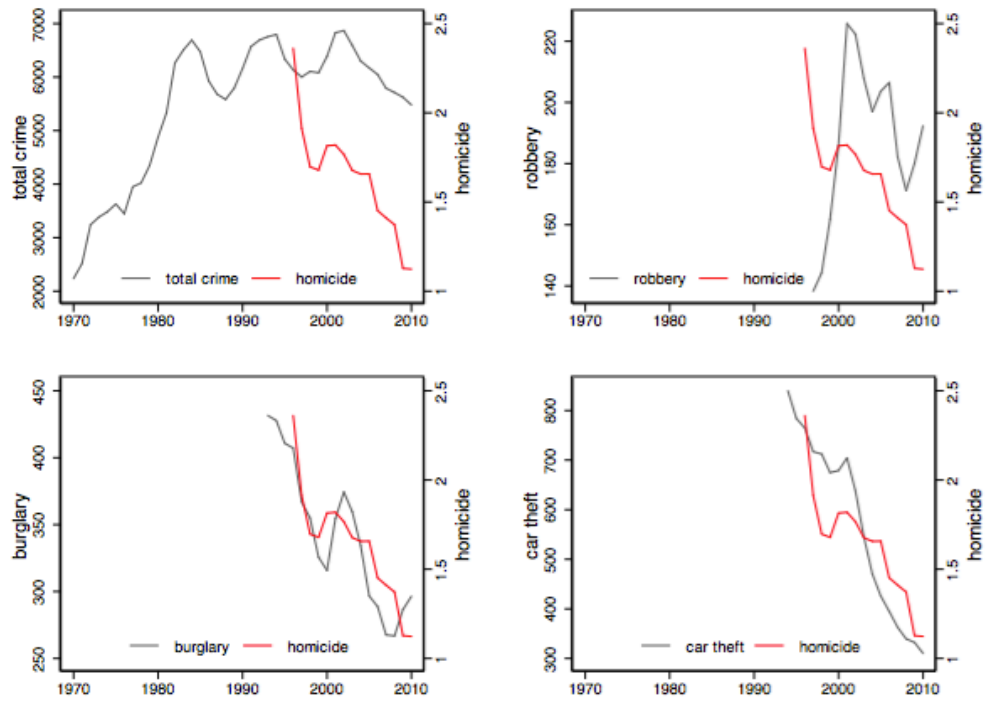 total crime
7000
6000
5000
4000
3000
2000
2.5
2
1.5
1
homicide
total crime homicide
1970 1980 1990 2000 2010
robbery
220
200
180
160
140
2.5
2
1.5
1
homicide
robbery homicide
1970 1980 1990 2000 2010
burglary
450
400
350
300
250
2.5
2
1.5
1
homicide
burglary homicide
1970 1980 1990 2000 2010
car theft
800
700
600
500
400
300
2.5
2
1.5
1
homicide
car theft homicide
1970 1980 1990 2000 2010